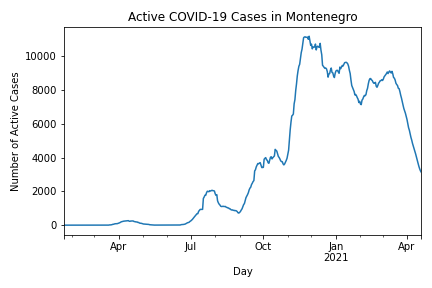 Active COVID-19 Cases in Montenegro
Number of Active Cases
10000
8000
6000
4000
2000
0
Apr
Jul
Oct
Jan
2021
Apr
Day